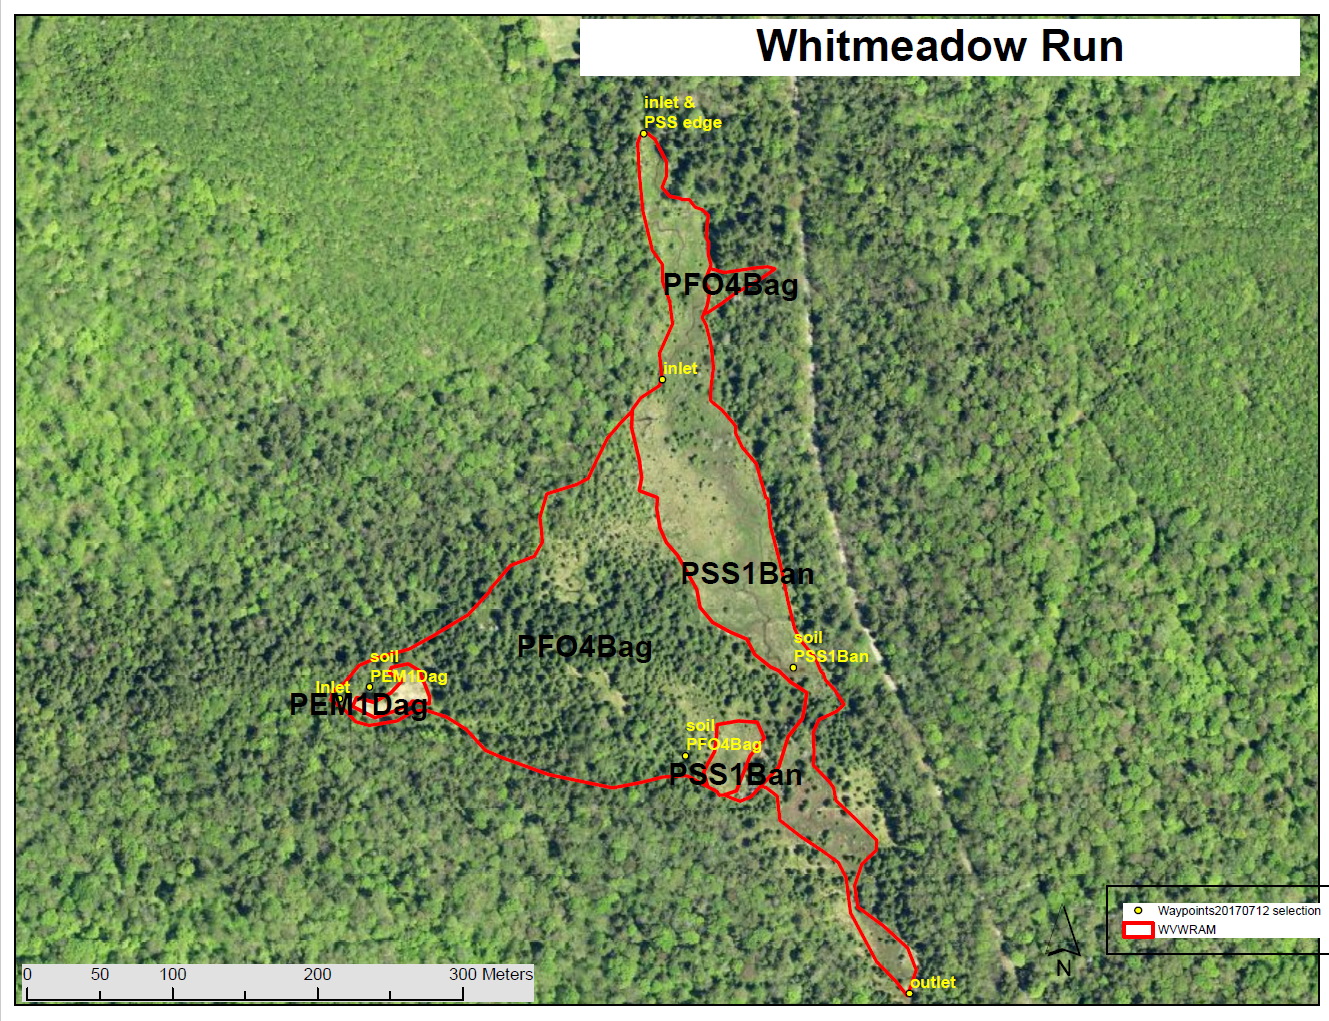 Whitmeadow Run
inlet &
PSS edge
PFO4Bag
inlet
PSS1Ban
soil
PSS1Ban
PFO4Bag
soil
PEM1Dag
Inlet
PEM1Dag
soil
PFO4Bag
PSS1Ban
outlet
Waypoints20170712 selection
WVWRAM
N
0 50 100 200 300 Meters